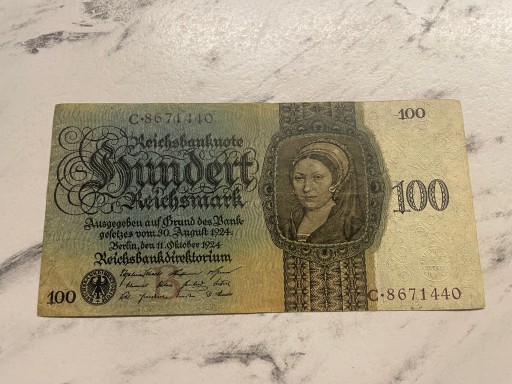 C·8671440
100
Reichsbanknote
Hundert
Reichsmark
100
Ausgegeben auf Grund des Bank-
gesetzes vom 30. August 1924.
Berlin, den 11. Oktober 1924
Reichsbankdirektorium
100
C·8671440